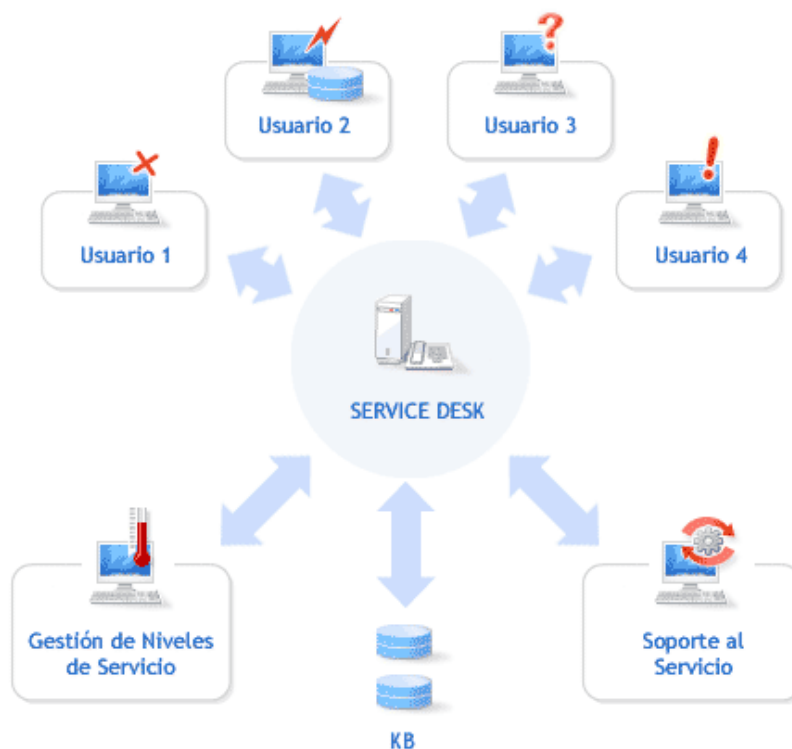 Usuario 2
Usuario 3
Usuario 1
Usuario 4
SERVICE DESK
Gestión de Niveles
de Servicio
Soporte al
Servicio
KB